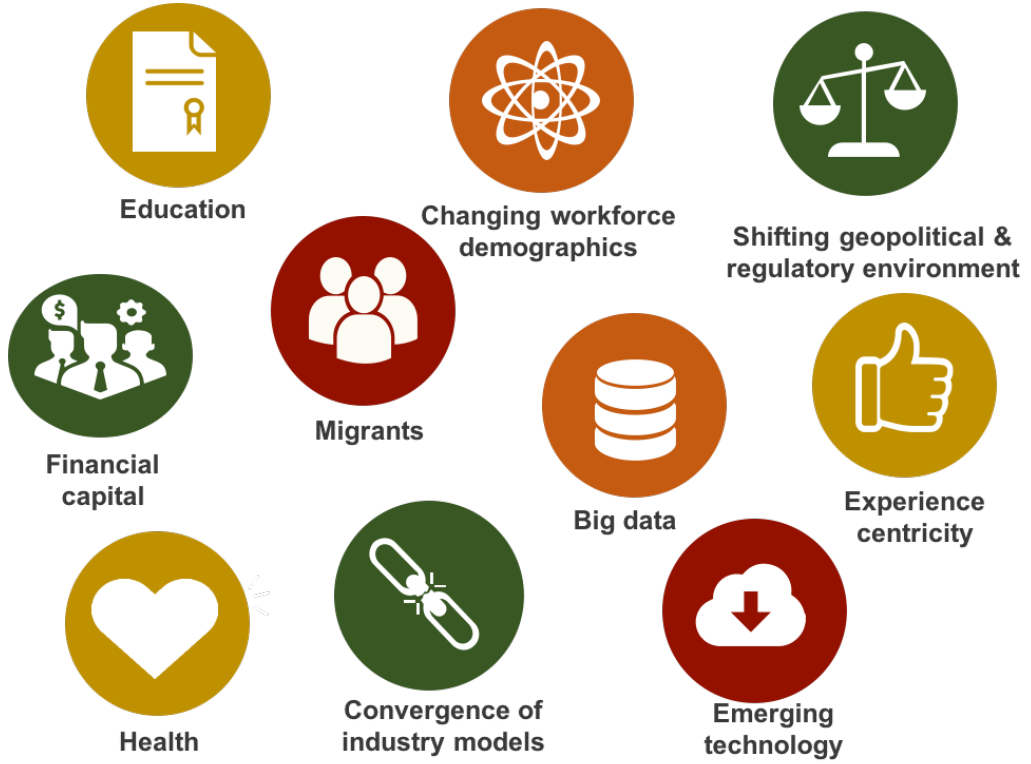 Education
Changing workforce
demographics
Shifting geopolitical &
regulatory environment
$
Financial
capital
Migrants
Big data
Experience
centricity
Health
Convergence of
industry models
Emerging
technology